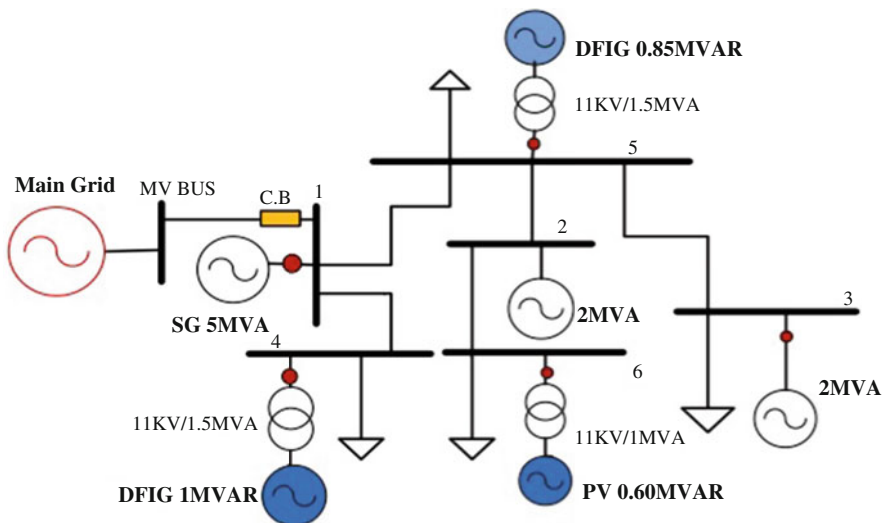 DFIG 0.85MVAR
11KV/1.5MVA
5
Main Grid
MV BUS
C.B
1
2
SG 5MVA
2MVA
3
4
6
2MVA
11KV/1.5MVA
11KV/1MVA
DFIG 1MVAR
PV 0.60MVAR